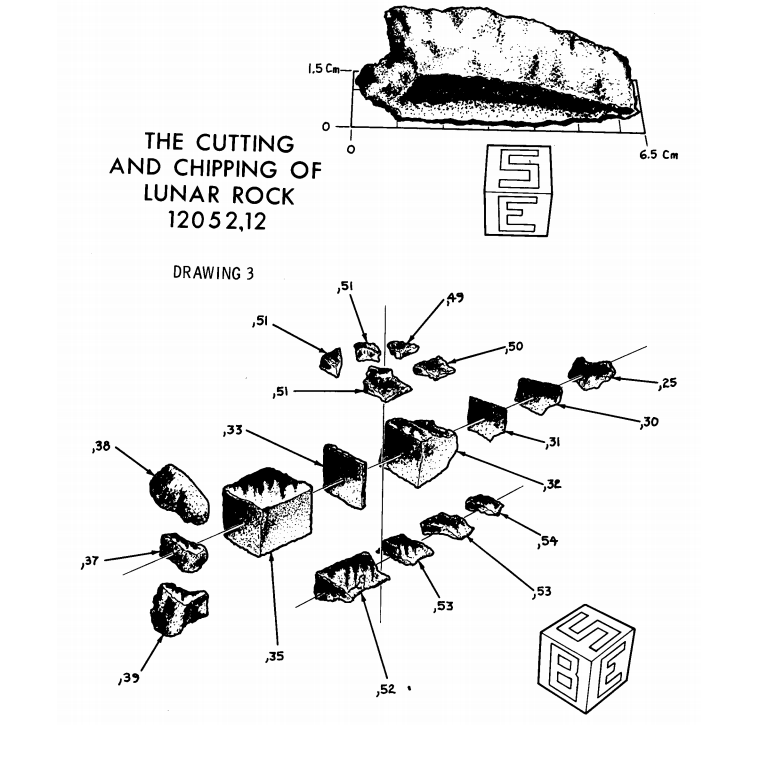 1.5 Cm
0
0
6.5 Cm
S
E
THE CUTTING
AND CHIPPING OF
LUNAR ROCK
12052,12
DRAWING 3
,51
,49
,51
,50
,51
,25
,30
,33
,31
,38
,32
,54
,37
,53
,53
,35
,39
,52
S
B E